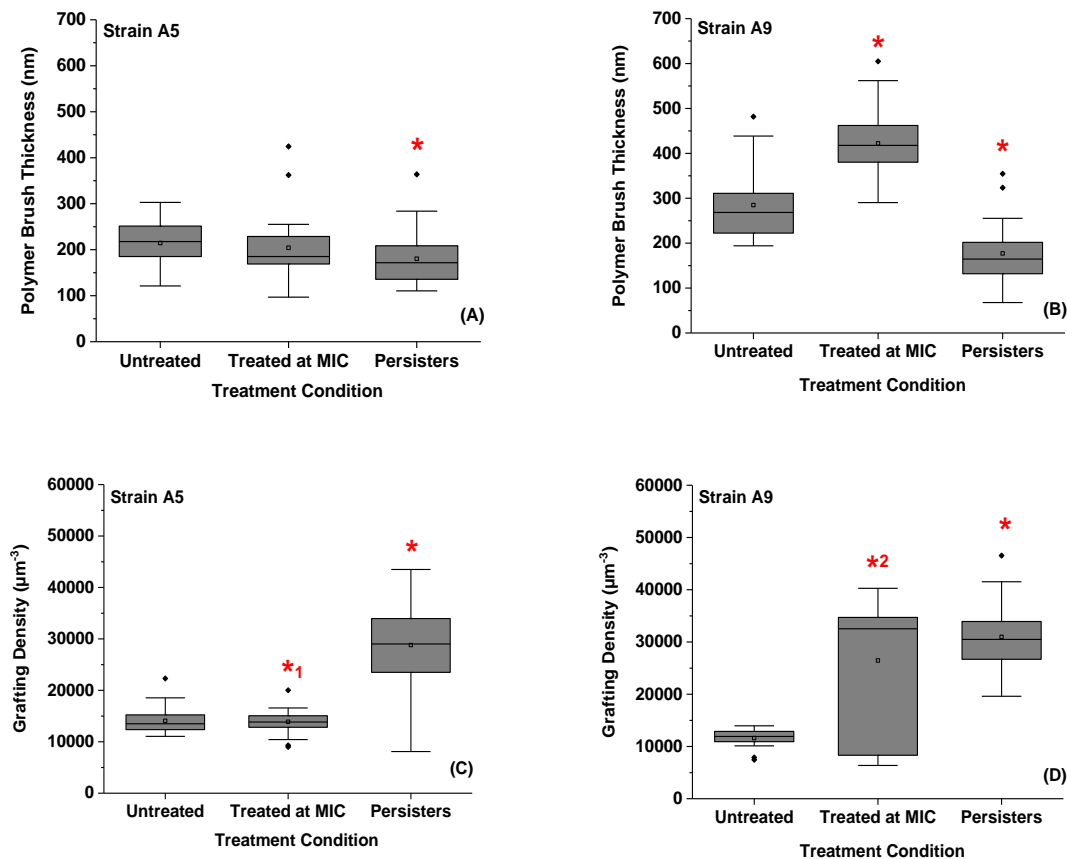 Strain A5
Polymer Brush Thickness (nm)
700
600
500
400
300
200
100
0
*
(A)
Untreated
Treated at MIC
Persisters
Treatment Condition
Strain A9
Polymer Brush Thickness (nm)
700
600
500
400
300
200
100
0
*
*
(B)
Untreated
Treated at MIC
Persisters
Treatment Condition
Strain A5
Grafting Density (µm⁻³)
60000
50000
40000
30000
20000
10000
0
*1
*
(C)
Untreated
Treated at MIC
Persisters
Treatment Condition
Strain A9
Grafting Density (µm⁻³)
60000
50000
40000
30000
20000
10000
0
*2
*
(D)
Untreated
Treated at MIC
Persisters
Treatment Condition